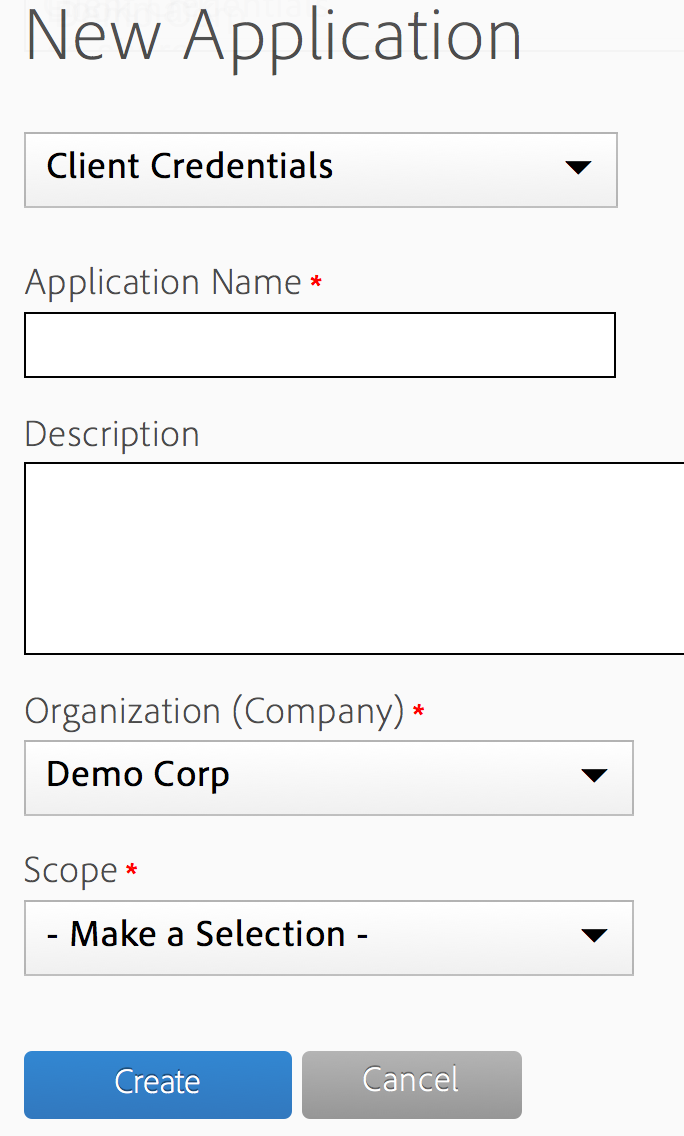 New Application
Client Credentials
Application Name *
Description
Organization (Company) *
Demo Corp
Scope *
- Make a Selection -
Create Cancel